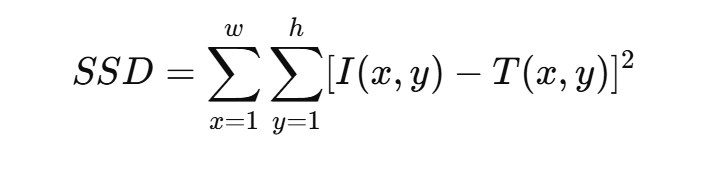 SSD = \sum_{x=1}^{w} \sum_{y=1}^{h} [I(x, y) − T(x, y)]^2